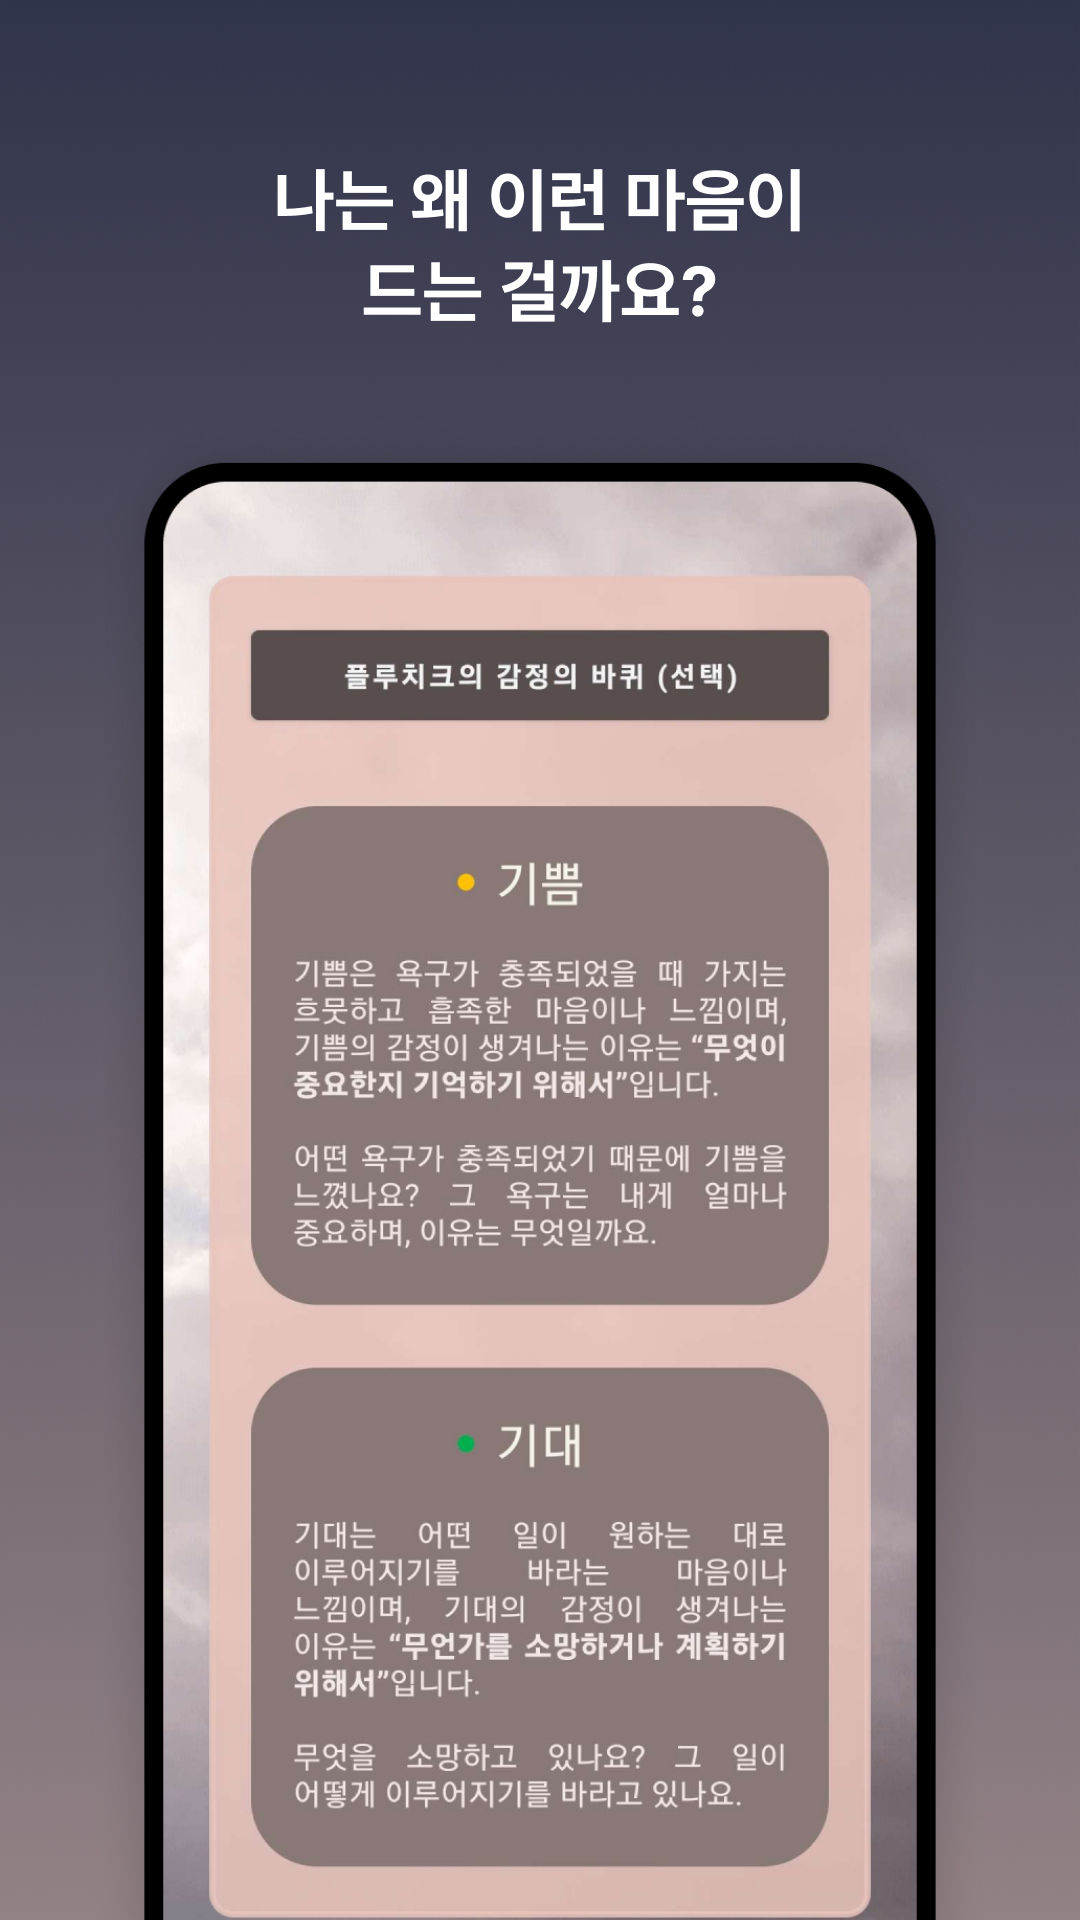 나는 왜 이런 마음이
드는 걸까요?
플루치크의 감정의 바퀴 (선택)
기쁨
기쁨은 욕구가 충족되었을 때 가지는
흐뭇하고 흡족한 마음이나 느낌이며,
기쁨의 감정이 생겨나는 이유는 “무엇이
중요한지 기억하기 위해서”입니다.
어떤 욕구가 충족되었기 때문에 기쁨을
느꼈나요? 그 욕구는 내게 얼마나
중요하며, 이유는 무엇일까요.
기대
기대는 어떤 일이 원하는 대로
이루어지기를 바라는 마음이나
느낌이며, 기대의 감정이 생겨나는
이유는 “무언가를 소망하거나 계획하기
위해서”입니다.
무엇을 소망하고 있나요? 그 일이
어떻게 이루어지기를 바라고 있나요.